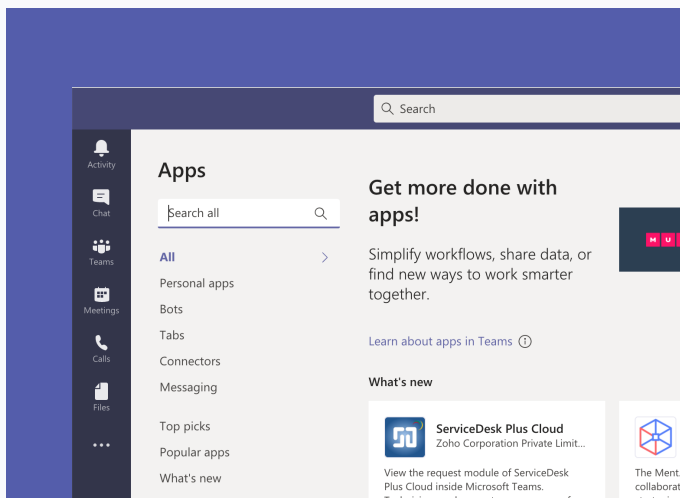 Search
Activity
Chat
Teams
Meetings
Calls
Files
Apps
Search all
All
Personal apps
Bots
Tabs
Connectors
Messaging
Top picks
Popular apps
What's new
Get more done with
apps!
Simplify workflows, share data, or
find new ways to work smarter
together.
Learn about apps in Teams
M U
What's new
ServiceDesk Plus Cloud
Zoho Corporation Private Limit...
View the request module of ServiceDesk
Plus Cloud inside Microsoft Teams.
The Ment
collaborat